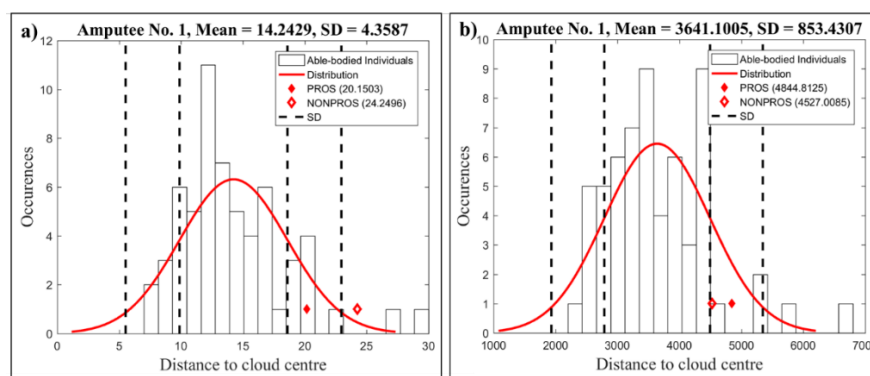 a) Amputee No. 1, Mean = 14.2429, SD = 4.3587
12
10
8
6
4
2
0
Occurences
Able-bodied Individuals
Distribution
PROS (20.1503)
NONPROS (24.2496)
SD
0 5 10 15 20 25 30
Distance to cloud centre
b) Amputee No. 1, Mean = 3641.1005, SD = 853.4307
10
9
8
7
6
5
4
3
2
1
0
Occurences
Able-bodied Individuals
Distribution
PROS (4844.8125)
NONPROS (4527.0085)
SD
1000 2000 3000 4000 5000 6000 700
Distance to cloud centre